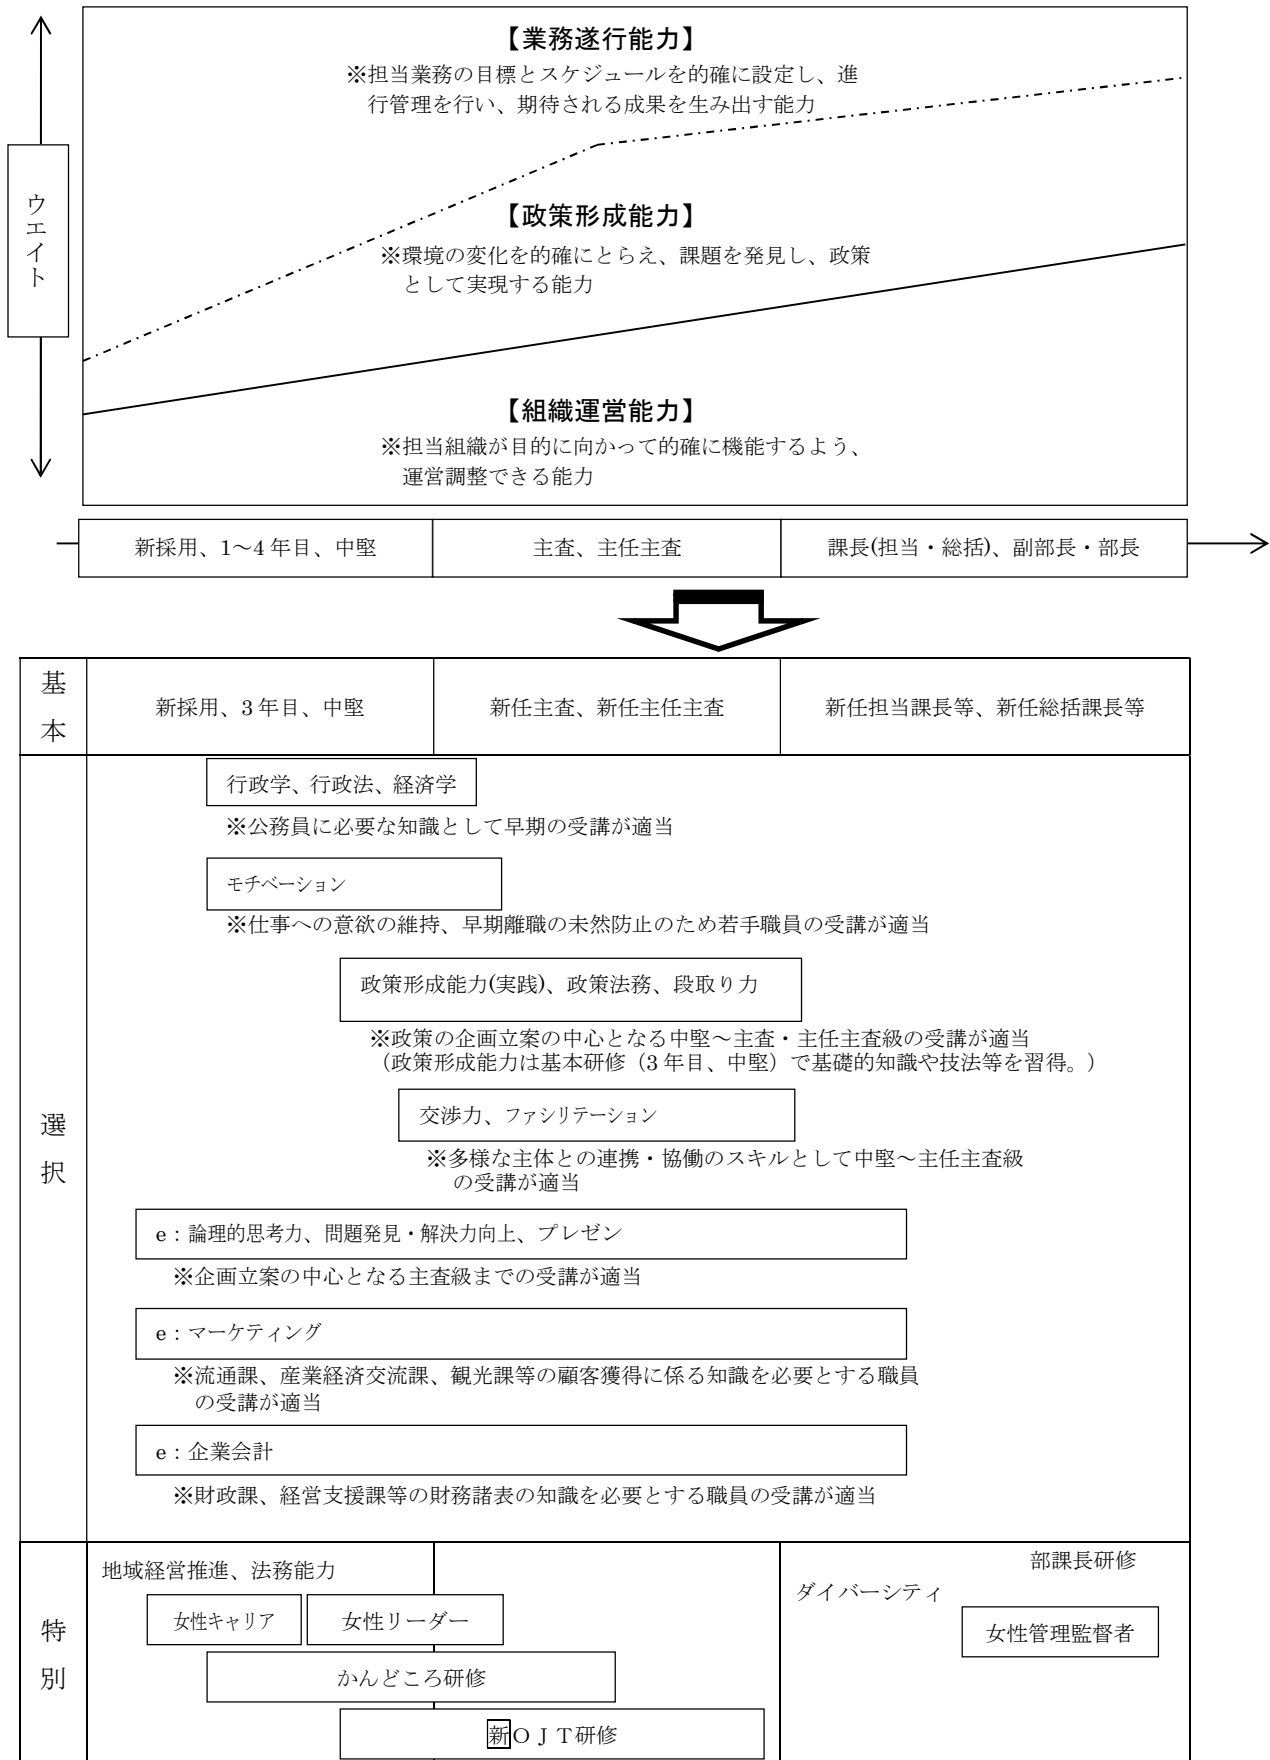 【業務遂行能力】
※担当業務の目標とスケジュールを的確に設定し、進
行管理を行い、期待される成果を生み出す能力
ウエイト
【政策形成能力】
※環境の変化を的確にとらえ、課題を発見し、政策
として実現する能力
【組織運営能力】
※担当組織が目的に向かって的確に機能するよう、
運営調整できる能力
新採用、1～4年目、中堅
主査、主任主査
課長(担当・総括)、副部長・部長
基本
新採用、3年目、中堅
新任主査、新任主任主査
新任担当課長等、新任総括課長等
選択
行政学、行政法、経済学
※公務員に必要な知識として早期の受講が適当
モチベーション
※仕事への意欲の維持、早期離職の未然防止のため若手職員の受講が適当
政策形成能力(実践)、政策法務、段取り力
※政策の企画立案の中心となる中堅～主査・主任主査級の受講が適当
（政策形成能力は基本研修（3年目、中堅）で基礎的知識や技法等を習得。）
交渉力、ファシリテーション
※多様な主体との連携・協働のスキルとして中堅～主任主査級
の受講が適当
e：論理的思考力、問題発見・解決力向上、プレゼン
※企画立案の中心となる主査級までの受講が適当
e：マーケティング
※流通課、産業経済交流課、観光課等の顧客獲得に係る知識を必要とする職員
の受講が適当
e：企業会計
※財政課、経営支援課等の財務諸表の知識を必要とする職員の受講が適当
特別
地域経営推進、法務能力
部課長研修
ダイバーシティ
女性キャリア
女性リーダー
女性管理監督者
かんどころ研修
新ＯＪＴ研修